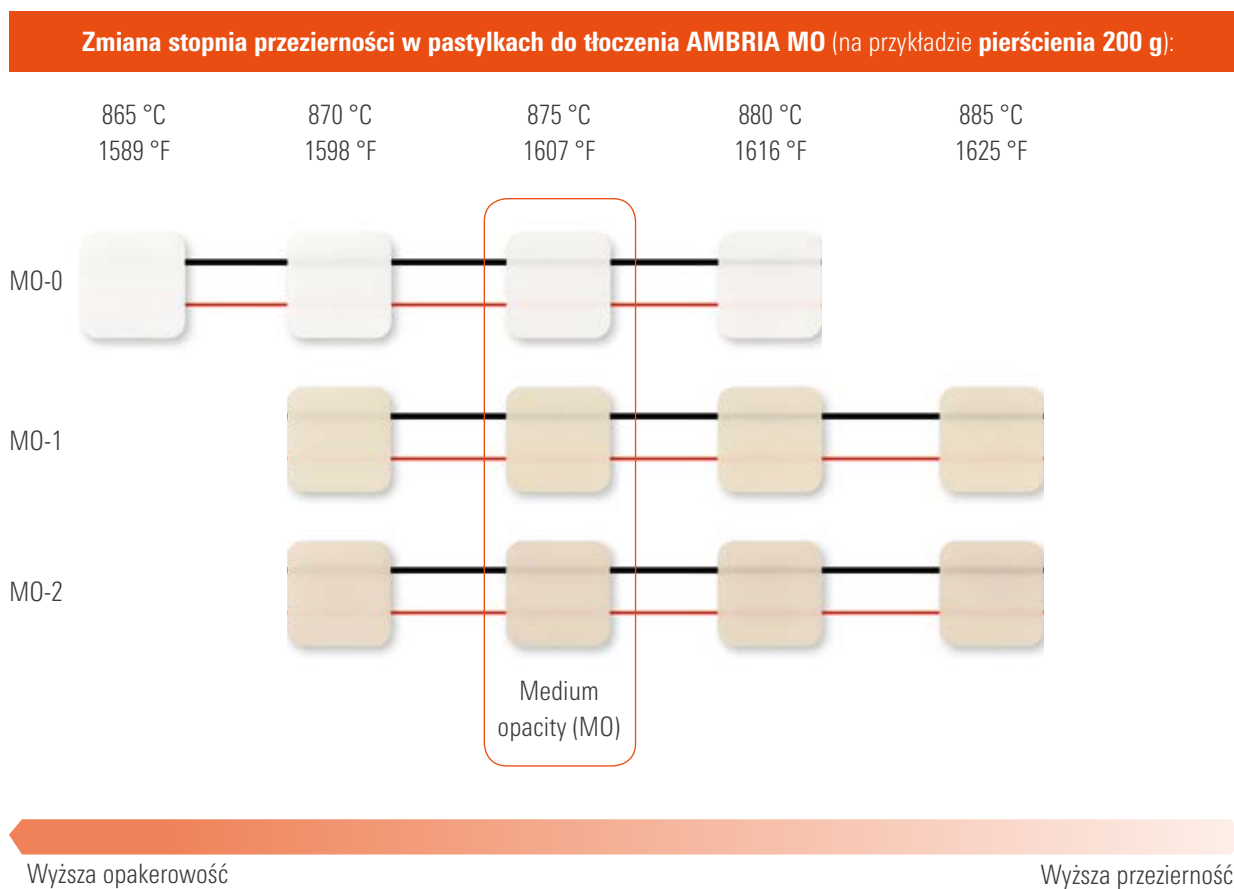 Zmiana stopnia przezierności w pastylkach do tłoczenia AMBRIA MO (na przykładzie pierścienia 200 g):
865 °C 870 °C 875 °C 880 °C 885 °C
1589 °F 1598 °F 1607 °F 1616 °F 1625 °F
MO-0
MO-1
MO-2
Medium
opacity (MO)
Wyższa opakerowość Wyższa przezierność